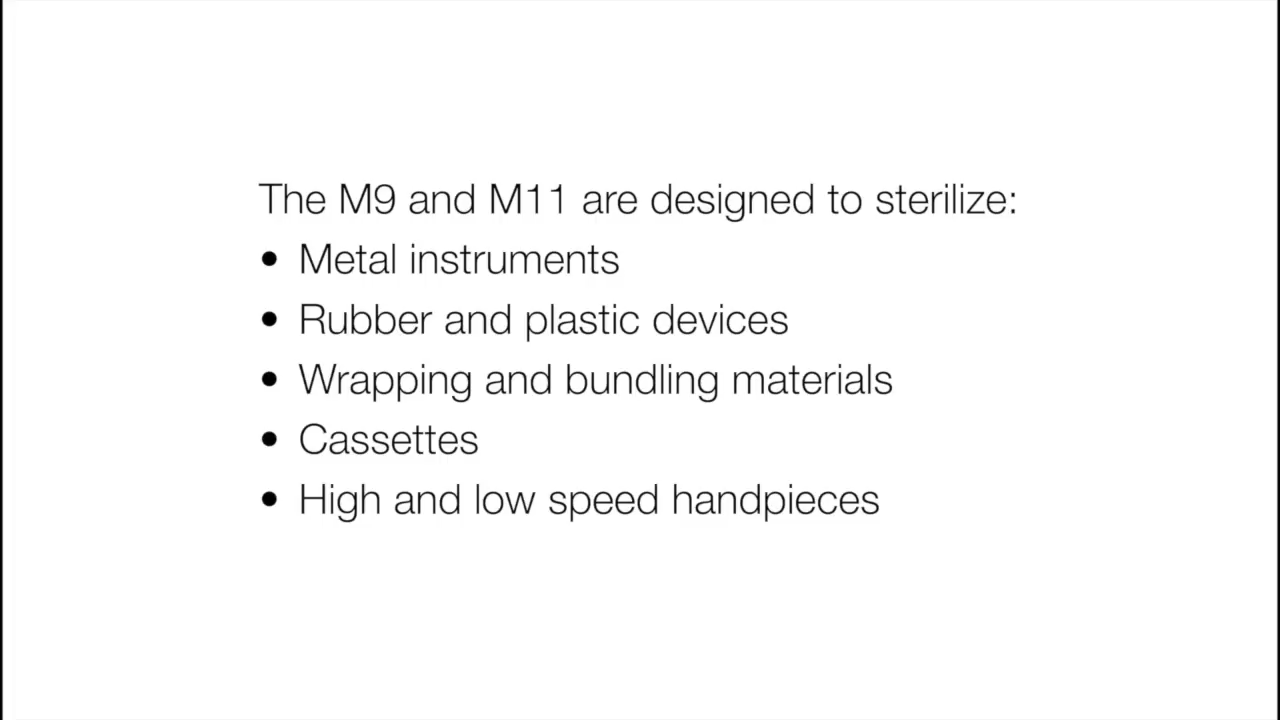 The M9 and M11 are designed to sterilize:
• Metal instruments
• Rubber and plastic devices
• Wrapping and bundling materials
• Cassettes
• High and low speed handpieces